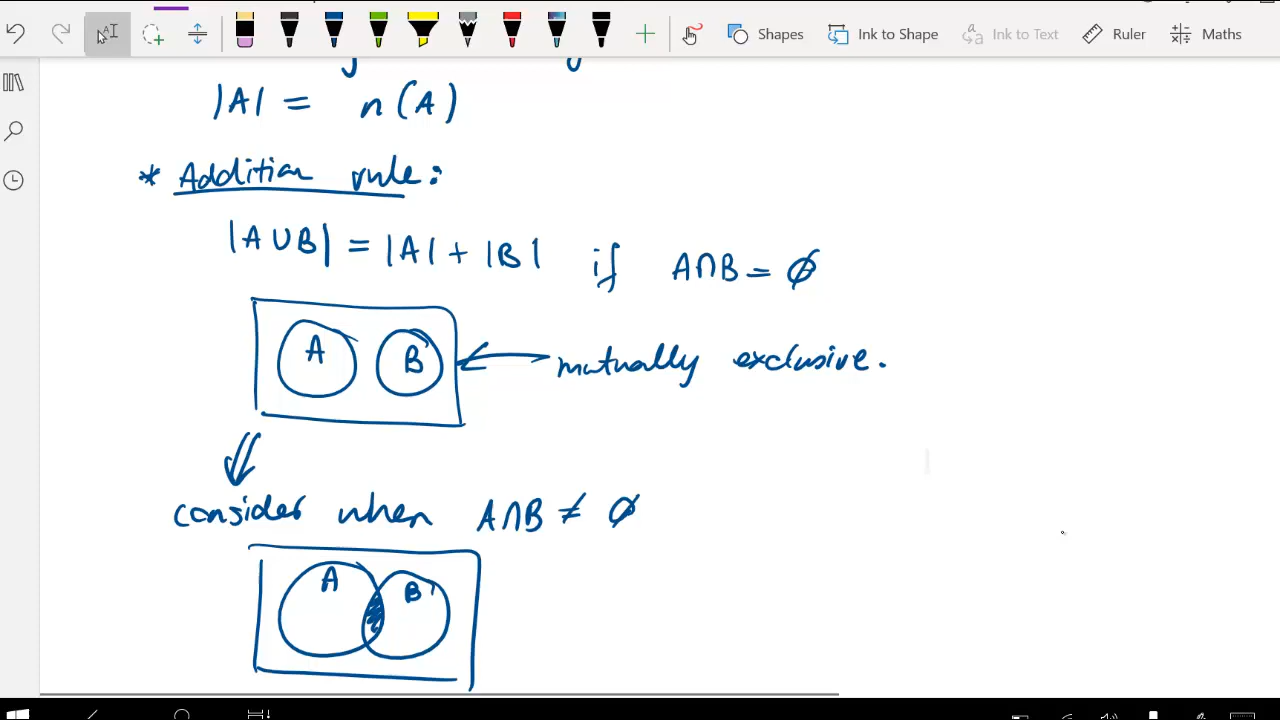 Shapes Ink to Shape Ink to Text Ruler Maths
|A| = n(A)
* Addition rule:
|A∪B| = |A| + |B| if A∩B = ∅
A B
mutually exclusive.
consider when A∩B ≠ ∅
A B